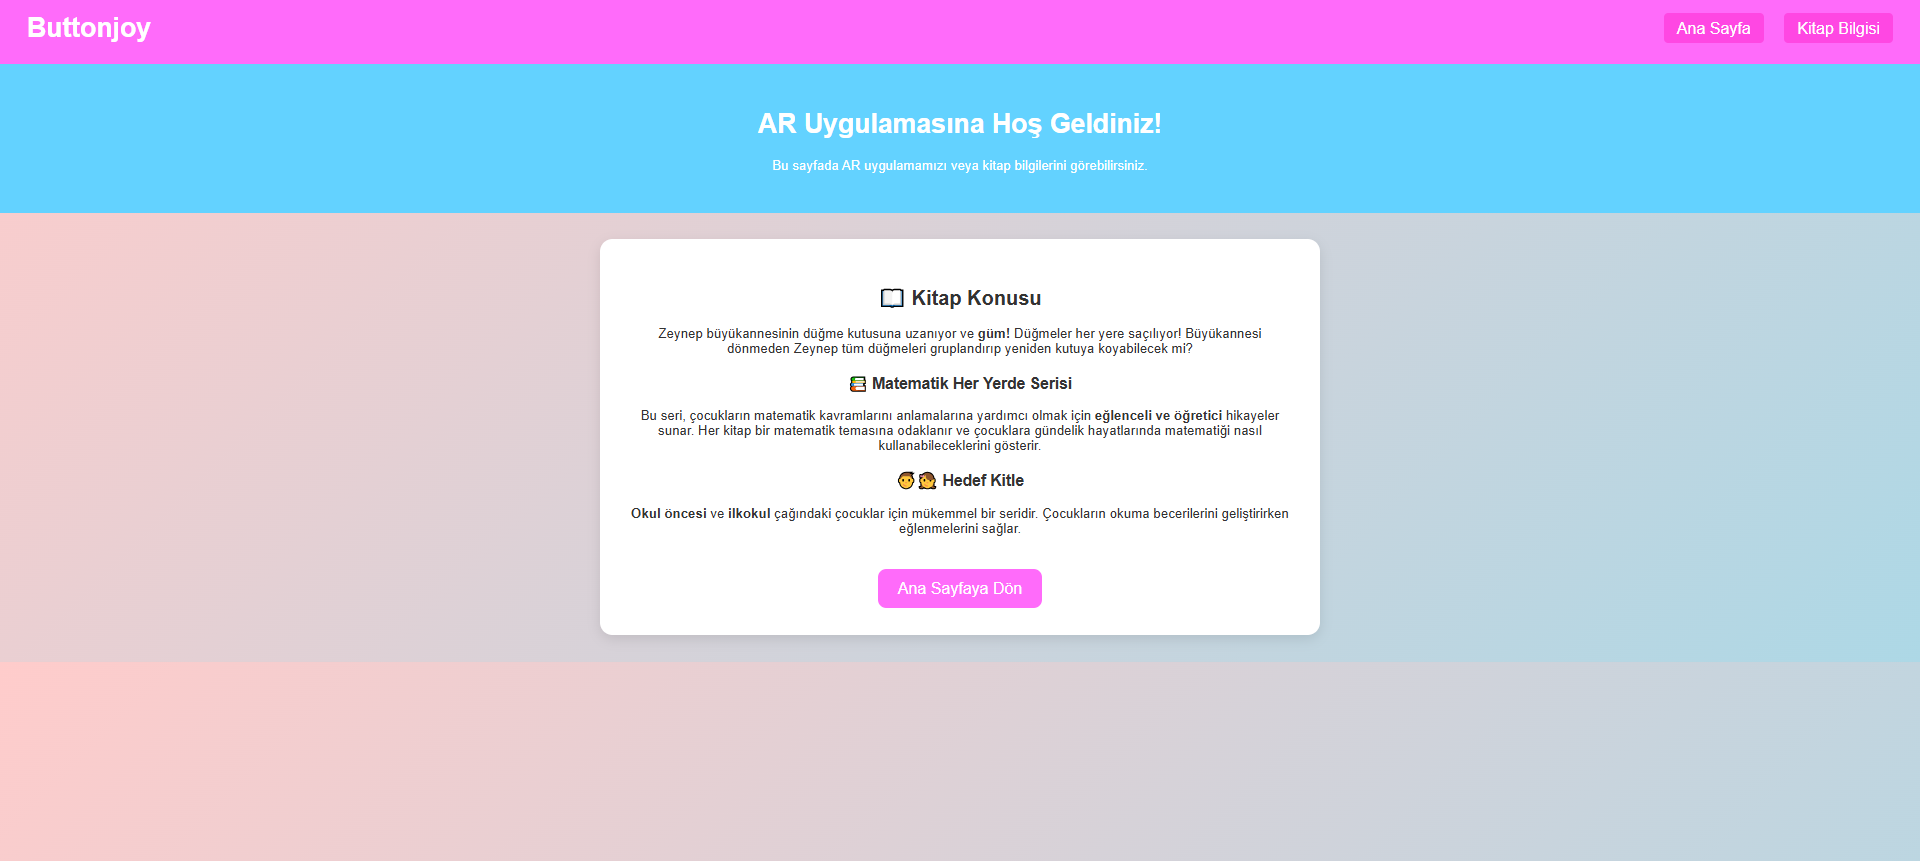 Buttonjoy
Ana Sayfa
Kitap Bilgisi
AR Uygulamasına Hoş Geldiniz!
Bu sayfada AR uygulamamızı veya kitap bilgilerini görebilirsiniz.
📖 Kitap Konusu
Zeynep büyükannesinin düğme kutusuna uzanıyor ve güm! Düğmeler her yere saçılıyor! Büyükannesi
dönmeden Zeynep tüm düğmeleri gruplandırıp yeniden kutuya koyabilecek mi?
📚 Matematik Her Yerde Serisi
Bu seri, çocukların matematik kavramlarını anlamalarına yardımcı olmak için eğlenceli ve öğretici hikayeler
sunar. Her kitap bir matematik temasına odaklanır ve çocuklara gündelik hayatlarında matematiği nasıl
kullanabileceklerini gösterir.
👦👧 Hedef Kitle
Okul öncesi ve ilkokul çağındaki çocuklar için mükemmel bir seridir. Çocukların okuma becerilerini geliştirirken
eğlenmelerini sağlar.
Ana Sayfaya Dön